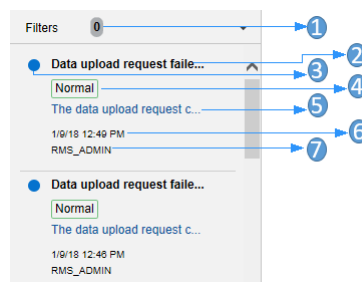 Filters 0 1
Data upload request faile... 2
3
Normal 4
The data upload request c... 5
1/9/18 12:49 PM 6
RMS_ADMIN 7
Data upload request faile...
Normal
The data upload request c...
1/9/18 12:46 PM
RMS_ADMIN